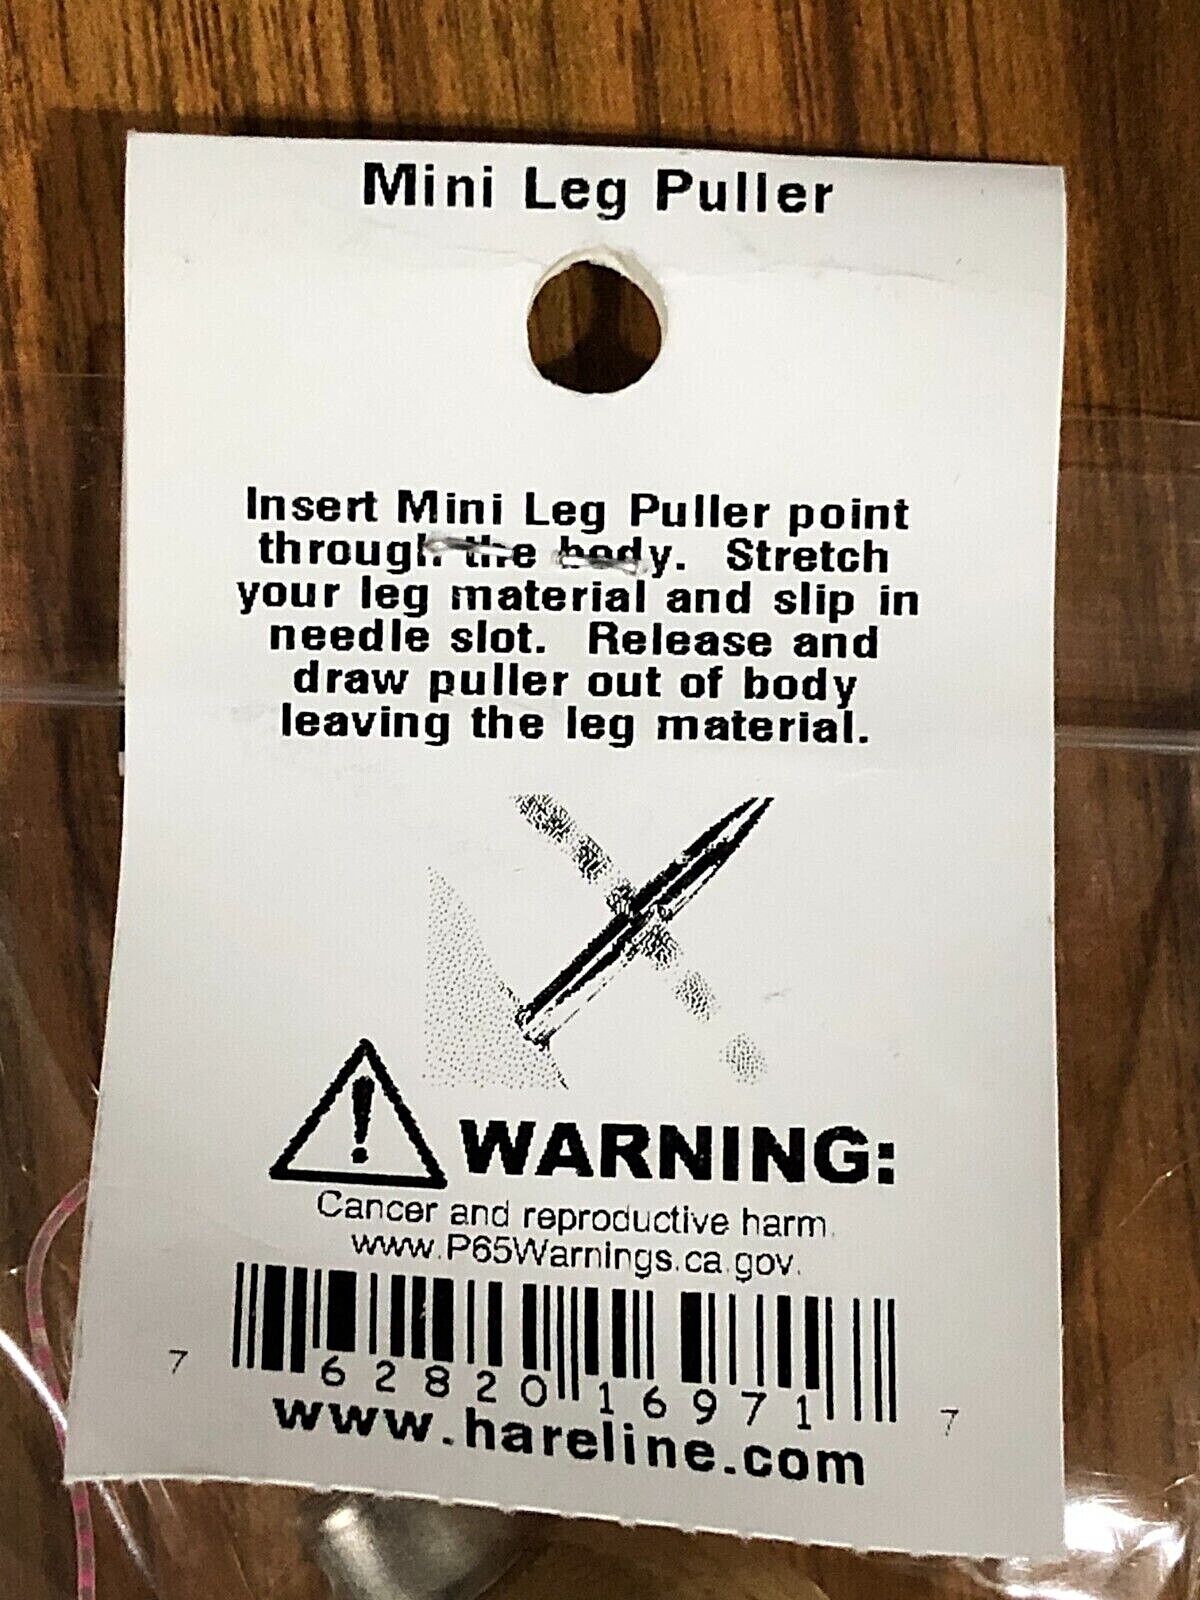 Mini Leg Puller
Insert Mini Leg Puller point
through the body. Stretch
your leg material and slip in
needle slot. Release and
draw puller out of body
leaving the leg material.
WARNING:
Cancer and reproductive harm.
www.P65Warnings.ca.gov.
7 62820 16971 7
www.hareline.com